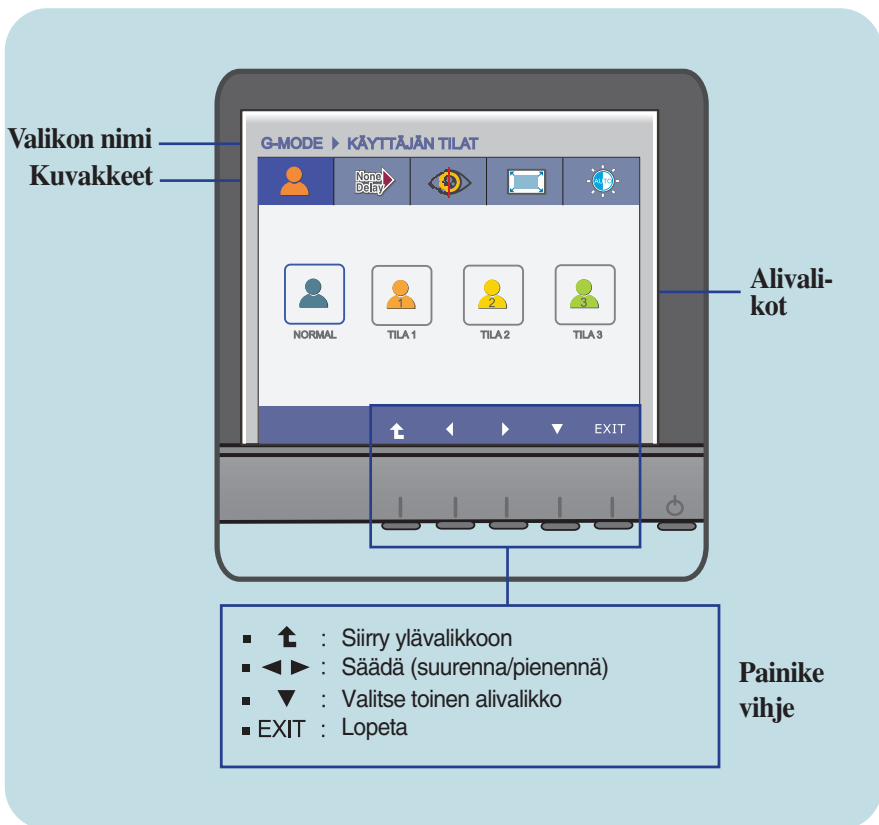 Valikon nimi
Kuvakkeet
G-MODE ▶ KÄYTTÄJÄN TILAT
None
Delay
AUTO
NORMAL
1
TILA 1
2
TILA 2
3
TILA 3
Alivali-
kot
EXIT
■ : Siirry ylävalikkoon
■ ◀ ▶ : Säädä (suurenna/pienennä)
■ ▼ : Valitse toinen alivalikko
■ EXIT : Lopeta
Painike
vihje